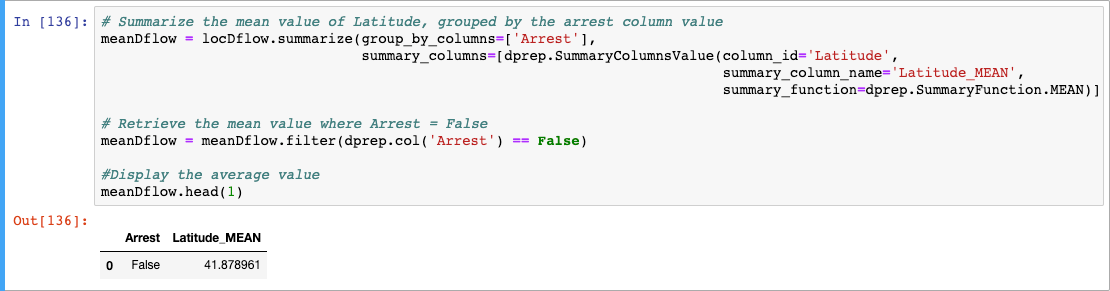 In [136]: # Summarize the mean value of Latitude, grouped by the arrest column value
meanDflow = locDflow.summarize(group_by_columns=['Arrest'],
summary_columns=[dprep.SummaryColumnsValue(column_id='Latitude',
summary_column_name='Latitude_MEAN',
summary_function=dprep.SummaryFunction.MEAN)]
# Retrieve the mean value where Arrest = False
meanDflow = meanDflow.filter(dprep.col('Arrest') == False)
#Display the average value
meanDflow.head(1)
Out[136]:
Arrest Latitude_MEAN
0 False 41.878961